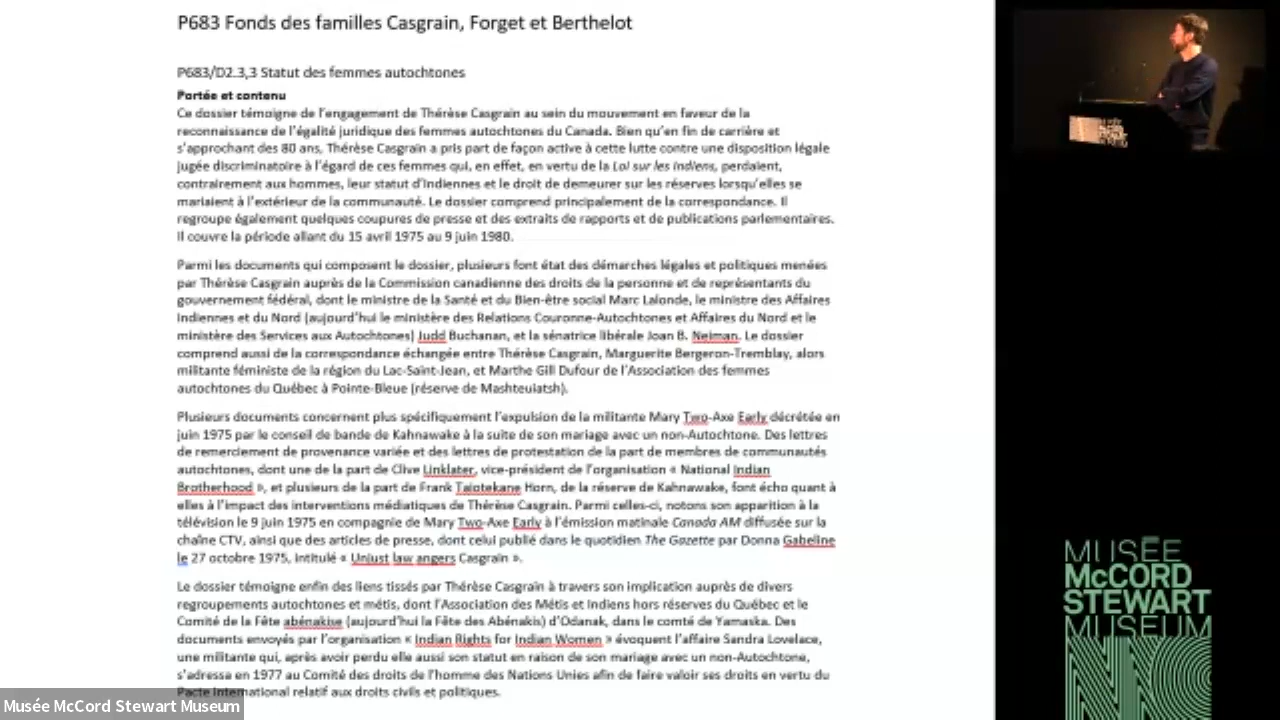 P683 Fonds des familles Casgrain, Forget et Berthelot
P683/D2.3,3 Statut des femmes autochtones
Portée et contenu
Ce dossier témoigne de l'engagement de Thérèse Casgrain au sein du mouvement en faveur de la
reconnaissance de l'égalité juridique des femmes autochtones du Canada. Bien qu'en fin de carrière et
s'approchant des 80 ans, Thérèse Casgrain a pris part de façon active à cette lutte contre une disposition légale
jugée discriminatoire à l'égard de ces femmes qui, en effet, en vertu de la Loi sur les Indiens, perdaient,
contrairement aux hommes, leur statut d'Indiennes et le droit de demeurer sur les réserves lorsqu'elles se
mariaient à l'extérieur de la communauté. Le dossier comprend principalement de la correspondance. Il
regroupe également quelques coupures de presse et des extraits de rapports et de publications parlementaires.
Il couvre la période allant du 15 avril 1975 au 9 juin 1980.
Parmi les documents qui composent le dossier, plusieurs font état des démarches légales et politiques menées
par Thérèse Casgrain auprès de la Commission canadienne des droits de la personne et de représentants du
gouvernement fédéral, dont le ministre de la Santé et du Bien-être social Marc Lalonde, le ministre des Affaires
Indiennes et du Nord (aujourd'hui le ministère des Relations Couronne-Autochtones et Affaires du Nord et le
ministère des Services aux Autochtones) Judd Buchanan, et la sénatrice libérale Joan B. Neiman. Le dossier
comprend aussi de la correspondance échangée entre Thérèse Casgrain, Marguerite Bergeron-Tremblay, alors
militante féministe de la région du Lac-Saint-Jean, et Marthe Gill Dufour de l'Association des femmes
autochtones du Québec à Pointe-Bleue (réserve de Mashteuiatsh).
Plusieurs documents concernent plus spécifiquement l'expulsion de la militante Mary Two-Axe Early décrétée en
juin 1975 par le conseil de bande de Kahnawake à la suite de son mariage avec un non-Autochtone. Des lettres
de remerciement de provenance variée et des lettres de protestation de la part de membres de communautés
autochtones, dont une de la part de Clive Linklater, vice-président de l'organisation « National Indian
Brotherhood », et plusieurs de la part de Frank Taiotekane Horn, de la réserve de Kahnawake, font écho quant à
elles à l'impact des interventions médiatiques de Thérèse Casgrain. Parmi celles-ci, notons son apparition à la
télévision le 9 juin 1975 en compagnie de Mary Two-Axe Early à l'émission matinale Canada AM diffusée sur la
chaîne CTV, ainsi que des articles de presse, dont celui publié dans le quotidien The Gazette par Donna Gabeline
le 27 octobre 1975, intitulé « Unjust law angers Casgrain ».
Le dossier témoigne enfin des liens tissés par Thérèse Casgrain à travers son implication auprès de divers
regroupements autochtones et métis, dont l'Association des Métis et Indiens hors réserves du Québec et le
Comité de la Fête abénakise (aujourd'hui la Fête des Abénakis) d'Odanak, dans le comté de Yamaska. Des
documents envoyés par l'organisation « Indian Rights for Indian Women » évoquent l'affaire Sandra Lovelace,
une militante qui, après avoir perdu elle aussi son statut en raison de son mariage avec un non-Autochtone,
s'adressa en 1977 au Comité des droits de l'homme des Nations Unies afin de faire valoir ses droits en vertu du
Pacte international relatif aux droits civils et politiques.
Musée McCord Stewart Museum
MUSÉE
McCORD
STEWART
MUSEUM